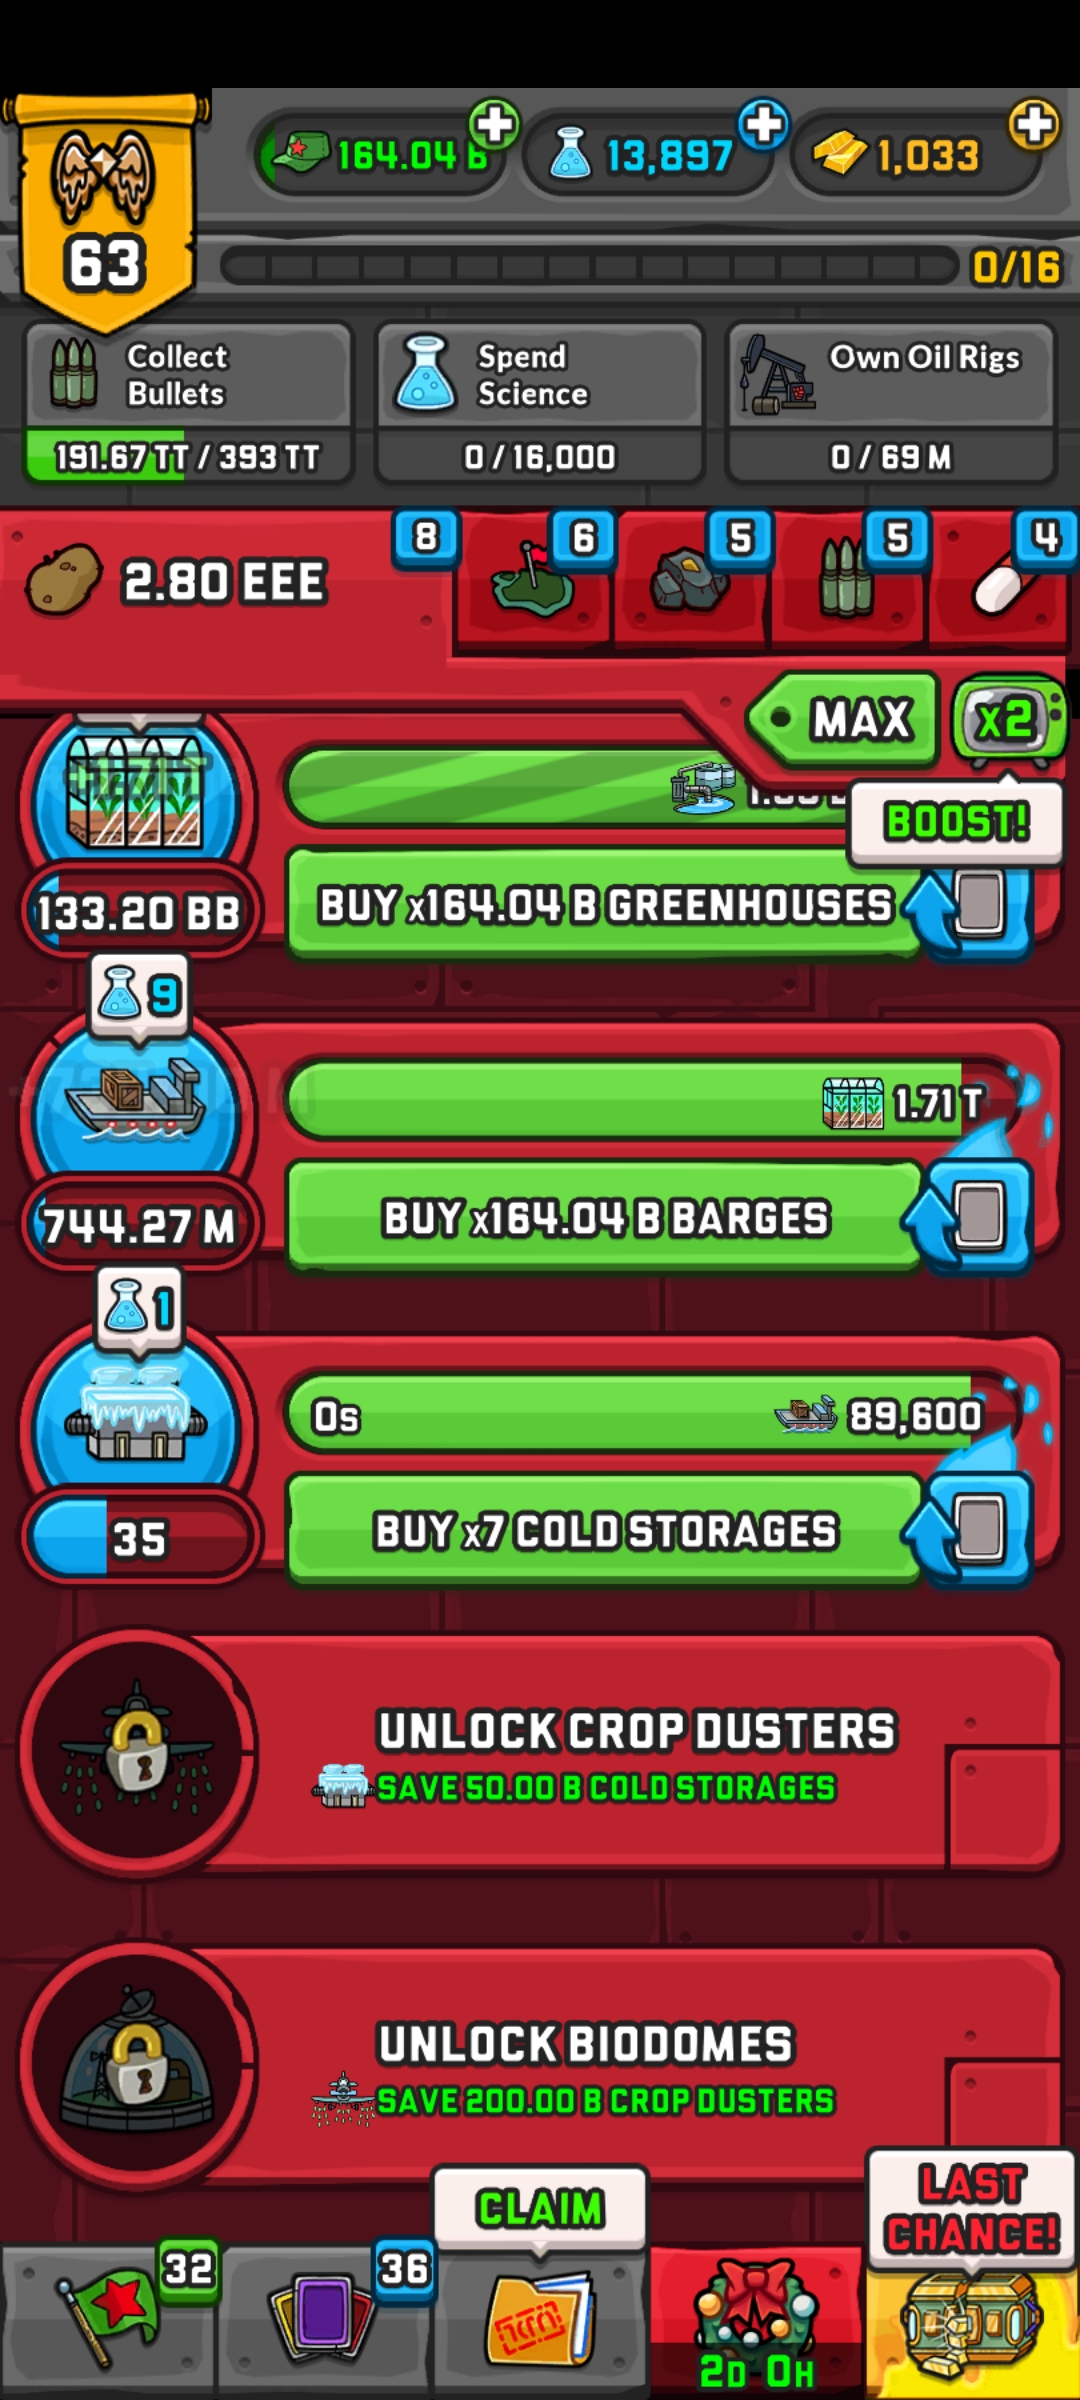 63
164.04 B
13,897
1,033
0/16
Collect
Bullets
191.67 TT / 393 TT
Spend
Science
0 / 16,000
Own Oil Rigs
0 / 69 M
2.80 EEE
8
6
5
5
4
MAX
x2
BOOST!
133.20 BB
BUY x164.04 B GREENHOUSES
9
1.71 T
744.27 M
BUY x164.04 B BARGES
1
0s
89,600
35
BUY x7 COLD STORAGES
UNLOCK CROP DUSTERS
SAVE 50.00 B COLD STORAGES
UNLOCK BIODOMES
SAVE 200.00 B CROP DUSTERS
CLAIM
LAST
CHANCE!
32
36
2D 0H